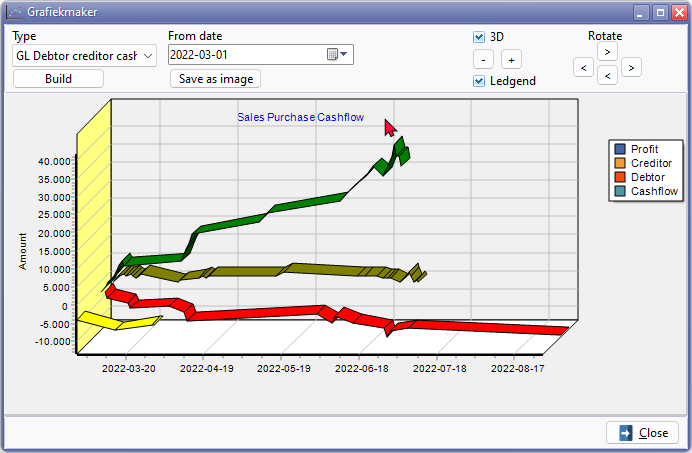 Grafiekmaker
Type
From date
3D
Rotate
GL Debtor creditor cash
2022-03-01
- +
>
< >
<
Build
Save as image
Ledgend
Sales Purchase Cashflow
Profit
Creditor
Debtor
Cashflow
Amount
40.000
35.000
30.000
25.000
20.000
15.000
10.000
5.000
0
-5.000
-10.000
2022-03-20 2022-04-19 2022-05-19 2022-06-18 2022-07-18 2022-08-17
Close